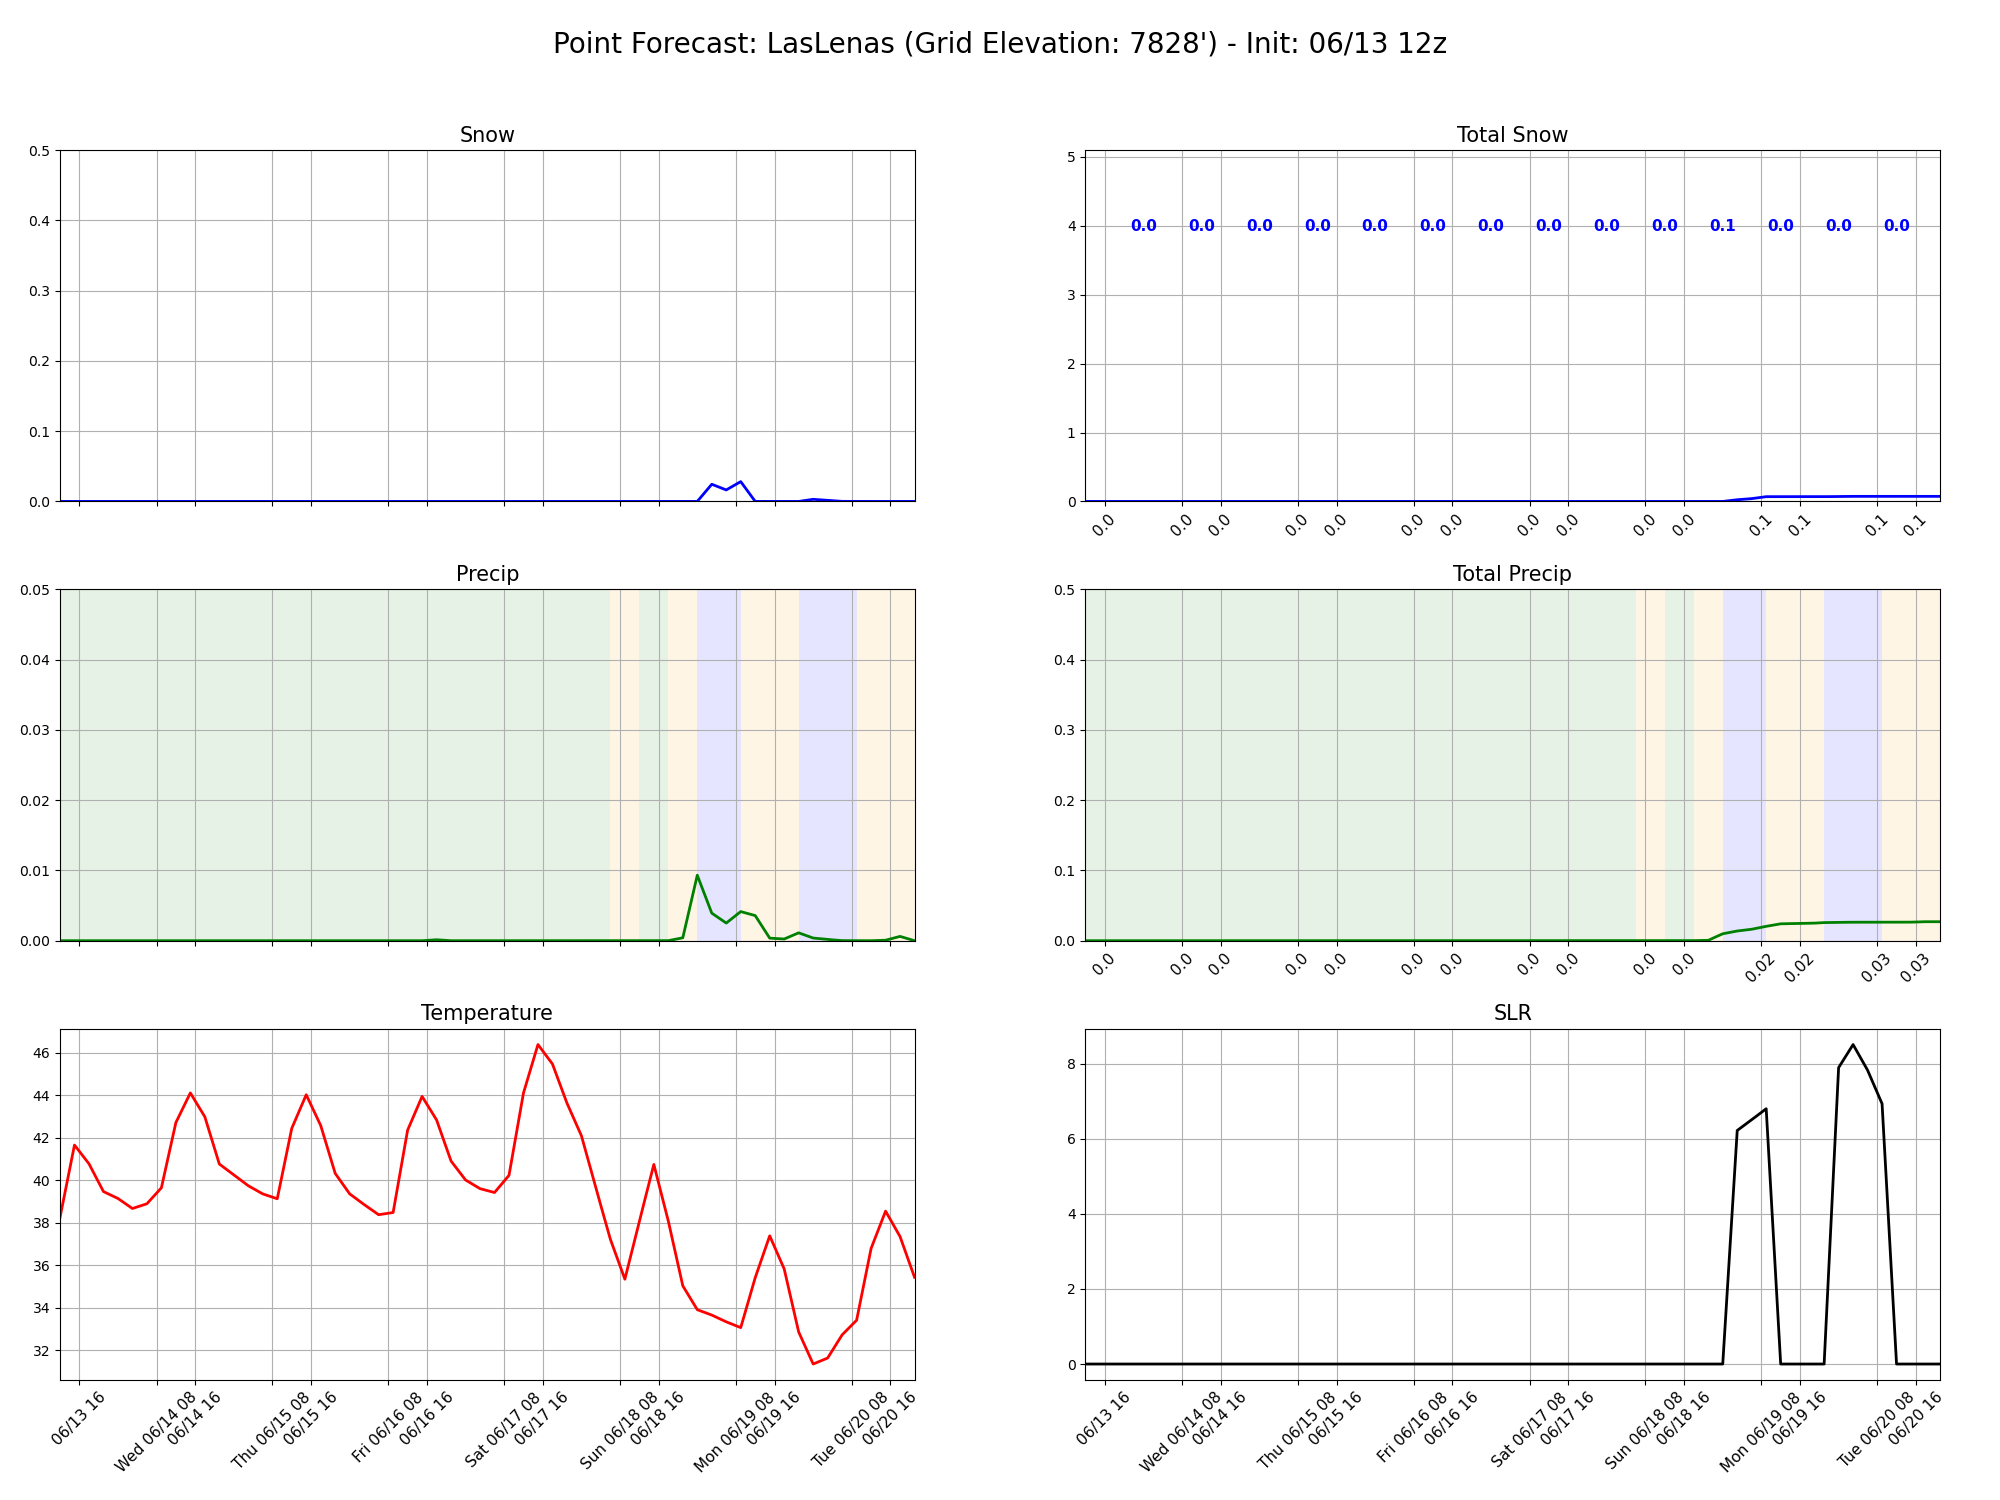 Point Forecast: LasLenas (Grid Elevation: 7828') - Init: 06/13 12z
Snow
0.5
0.4
0.3
0.2
0.1
0.0
Total Snow
5
4
3
2
1
0
0.0 0.0 0.0 0.0 0.0 0.0 0.0 0.0 0.0 0.0 0.1 0.0 0.0 0.0
0.0 0.0 0.0 0.0 0.0 0.0 0.0 0.0 0.0 0.0 0.0 0.1 0.1 0.1 0.1
Precip
0.05
0.04
0.03
0.02
0.01
0.00
Total Precip
0.5
0.4
0.3
0.2
0.1
0.0
0.0 0.0 0.0 0.0 0.0 0.0 0.0 0.0 0.0 0.0 0.0 0.02 0.02 0.03 0.03
Temperature
46
44
42
40
38
36
34
32
06/13 16
Wed 06/14 08
06/14 16
Thu 06/15 08
06/15 16
Fri 06/16 08
06/16 16
Sat 06/17 08
06/17 16
Sun 06/18 08
06/18 16
Mon 06/19 08
06/19 16
Tue 06/20 08
06/20 16
SLR
8
6
4
2
0
06/13 16
Wed 06/14 08
06/14 16
Thu 06/15 08
06/15 16
Fri 06/16 08
06/16 16
Sat 06/17 08
06/17 16
Sun 06/18 08
06/18 16
Mon 06/19 08
06/19 16
Tue 06/20 08
06/20 16